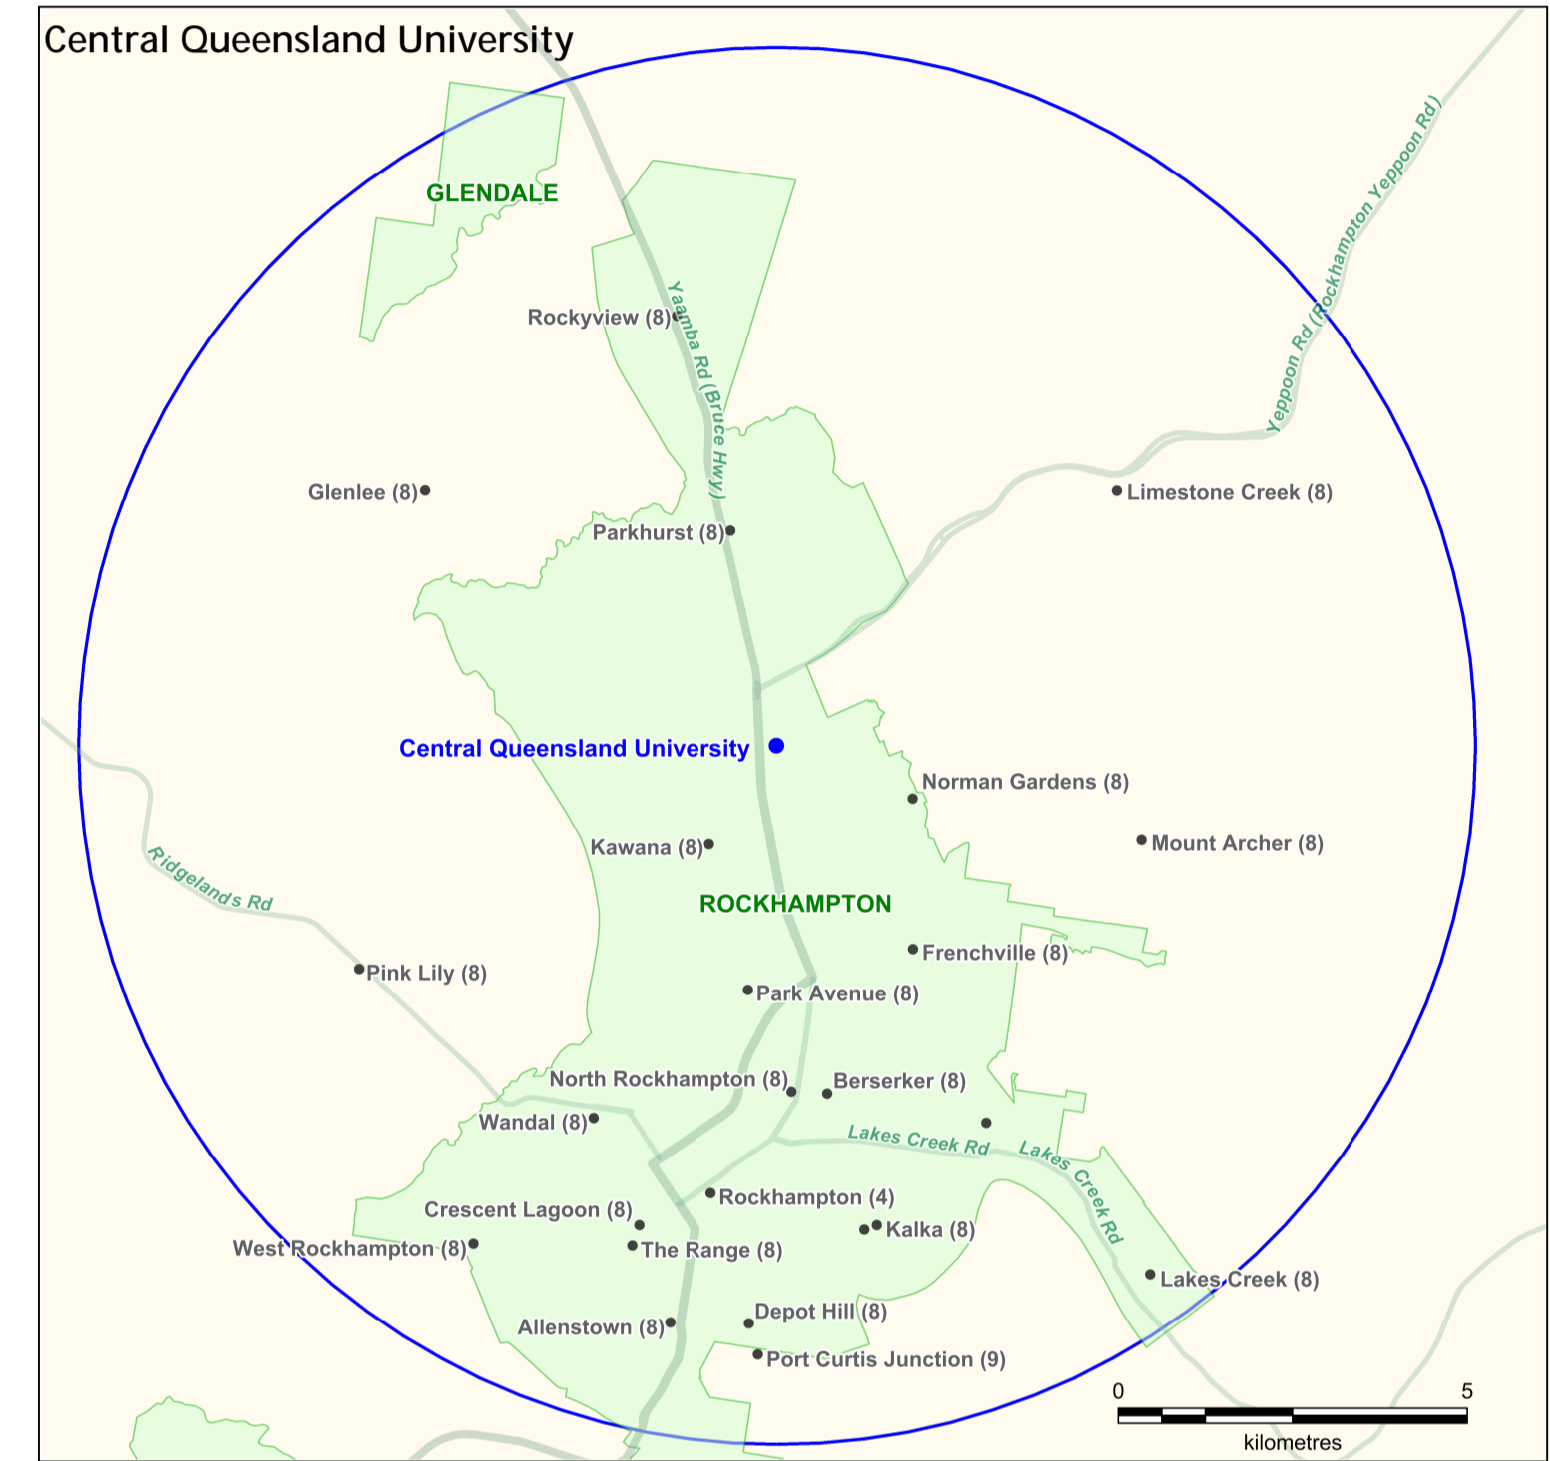 Central Queensland University
Yeppoon Rd (Rockhampton Yeppoon Rd)
GLENDALE
Yaamba Rd (Bruce Hwy)
Rockyview (8)
Glenlee (8)
Limestone Creek (8)
Parkhurst (8)
Central Queensland University
Norman Gardens (8)
Kawana (8)
Mount Archer (8)
Ridgelands Rd
ROCKHAMPTON
Frenchville (8)
Pink Lily (8)
Park Avenue (8)
North Rockhampton (8)
Berserker (8)
Wandal (8)
Lakes Creek Rd
Lakes Creek Rd
Rockhampton (4)
Crescent Lagoon (8)
Kalka (8)
West Rockhampton (8)
The Range (8)
Lakes Creek (8)
Depot Hill (8)
Allenstown (8)
Port Curtis Junction (9)
0 5
kilometres